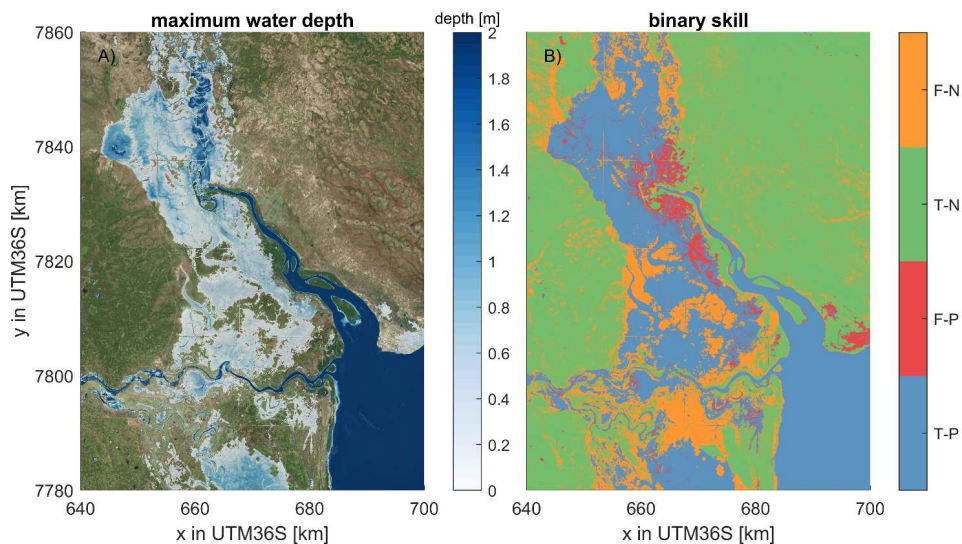 maximum water depth
depth [m]
binary skill
A)
B)
7860
7840
7820
7800
7780
y in UTM36S [km]
640
660
680
700
x in UTM36S [km]
2
1.8
1.6
1.4
1.2
1
0.8
0.6
0.4
0.2
0
640
660
680
700
x in UTM36S [km]
F-N
T-N
F-P
T-P